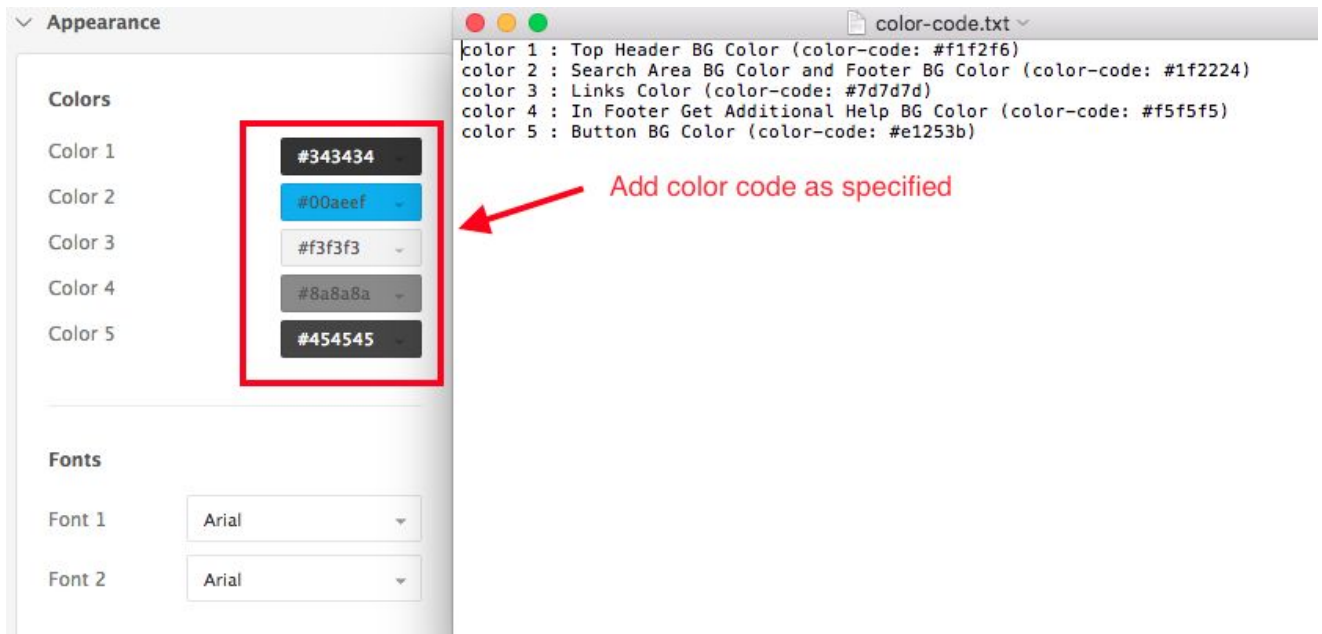 Appearance
Colors
Color 1 #343434
Color 2 #00aeef
Color 3 #f3f3f3
Color 4 #8a8a8a
Color 5 #454545
Fonts
Font 1 Arial
Font 2 Arial
color-code.txt
color 1 : Top Header BG Color (color-code: #f1f2f6)
color 2 : Search Area BG Color and Footer BG Color (color-code: #1f2224)
color 3 : Links Color (color-code: #7d7d7d)
color 4 : In Footer Get Additional Help BG Color (color-code: #f5f5f5)
color 5 : Button BG Color (color-code: #e1253b)
Add color code as specified